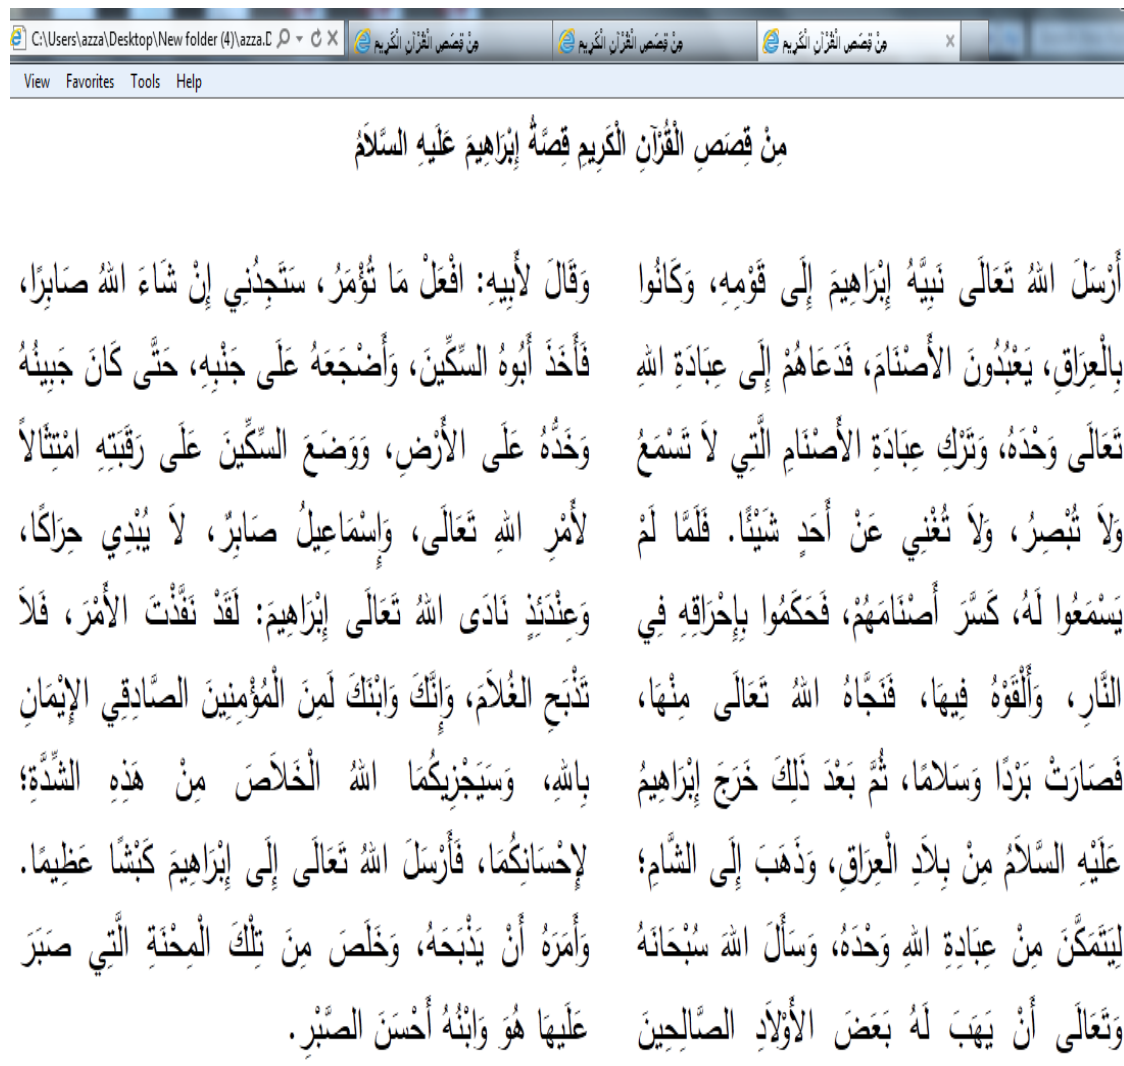 C:\Users\azza\Desktop\New folder (4)\azza.D
مِنْ قِصَصِ الْقُرْآنِ الْكَرِيمِ
مِنْ قِصَصِ الْقُرْآنِ الْكَرِيمِ
مِنْ قِصَصِ الْقُرْآنِ الْكَرِيمِ
View Favorites Tools Help
مِنْ قِصَصِ الْقُرْآنِ الْكَرِيمِ قِصَّةُ إِبْرَاهِيمَ عَلَيهِ السَّلاَمُ
أَرْسَلَ اللهُ تَعَالَى نَبِيَّهُ إِبْرَاهِيمَ إِلَى قَوْمِهِ، وَكَانُوا
بِالْعِرَاقِ، يَعْبُدُونَ الأَصْنَامَ، فَدَعَاهُمْ إِلَى عِبَادَةِ اللهِ
تَعَالَى وَحْدَهُ، وَتَرْكِ عِبَادَةِ الأَصْنَامِ الَّتِي لاَ تَسْمَعُ
وَلاَ تُبْصِرُ، وَلاَ تُغْنِي عَنْ أَحَدٍ شَيْئًا. فَلَمَّا لَمْ
يَسْمَعُوا لَهُ، كَسَّرَ أَصْنَامَهُمْ، فَحَكَمُوا بِإِحْرَاقِهِ فِي
النَّارِ، وَأَلْقَوْهُ فِيهَا، فَنَجَّاهُ اللهُ تَعَالَى مِنْهَا،
فَصَارَتْ بَرْدًا وَسَلامًا، ثُمَّ بَعْدَ ذَلِكَ خَرَجَ إِبْرَاهِيمُ
عَلَيْهِ السَّلاَمُ مِنْ بِلاَدِ الْعِرَاقِ، وَذَهَبَ إِلَى الشَّامِ؛
لِيَتَمَكَّنَ مِنْ عِبَادِةِ اللهِ وَحْدَهُ، وَسَأَلَ اللهَ سُبْحَانَهُ
وَتَعَالَى أَنْ يَهَبَ لَهُ بَعَضَ الأَوْلاَدِ الصَّالِحِينَ
وَقَالَ لأَبِيهِ: افْعَلْ مَا تُؤْمَرُ، سَتَجِدُنِي إِنْ شَاءَ اللهُ صَابِرًا،
فَأَخَذَ أَبُوهُ السِّكِّينَ، وَأَضْجَعَهُ عَلَى جَنْبِهِ، حَتَّى كَانَ جَبِينُهُ
وَخَدُّهُ عَلَى الأَرْضِ، وَوَضَعَ السِّكِّينَ عَلَى رَقَبَتِهِ امْتِثَالاً
لأَمْرِ اللهِ تَعَالَى، وَإِسْمَاعِيلُ صَابِرٌ، لاَ يُبْدِي حِرَاكًا،
وَعِنْدَئِذٍ نَادَى اللهُ تَعَالَى إِبْرَاهِيمَ: لَقَدْ نَفَّذْتَ الأَمْرَ، فَلاَ
تَذْبَحِ الغُلاَمَ، وَإِنَّكَ وَابْنَكَ لَمِنَ الْمُؤْمِنِينَ الصَّادِقِي الإِيْمَانِ
بِاللهِ، وَسَيَجْزِيكُمَا اللهُ الْخَلاَصَ مِنْ هَذِهِ الشِّدَّةِ؛
لإِحْسَانِكُمَا، فَأَرْسَلَ اللهُ تَعَالَى إِلَى إِبْرَاهِيمَ كَبْشًا عَظِيمًا.
وَأَمَرَهُ أَنْ يَذْبَحَهُ، وَخَلَصَ مِنَ تِلْكَ الْمِحْنَةِ الَّتِي صَبَرَ
عَلَيهَا هُوَ وَابْنُهُ أَحْسَنَ الصَّبْرِ.